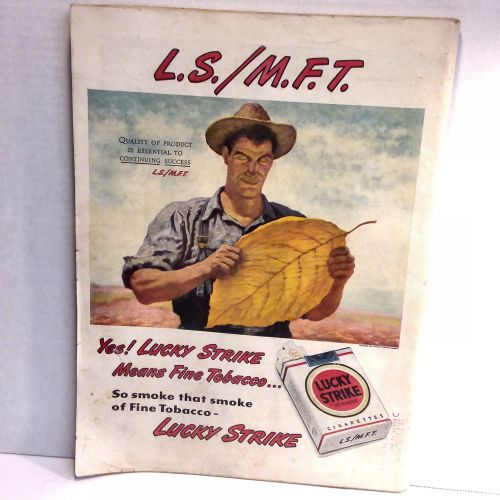 L.S./M.F.T.
QUALITY OF PRODUCT
IS ESSENTIAL TO
CONTINUING SUCCESS
L.S./M.F.T.
Yes! LUCKY STRIKE
Means Fine Tobacco...
So smoke that smoke
of Fine Tobacco-
LUCKY STRIKE
LUCKY
STRIKE
CIGARETTES
L.S./M.F.T.